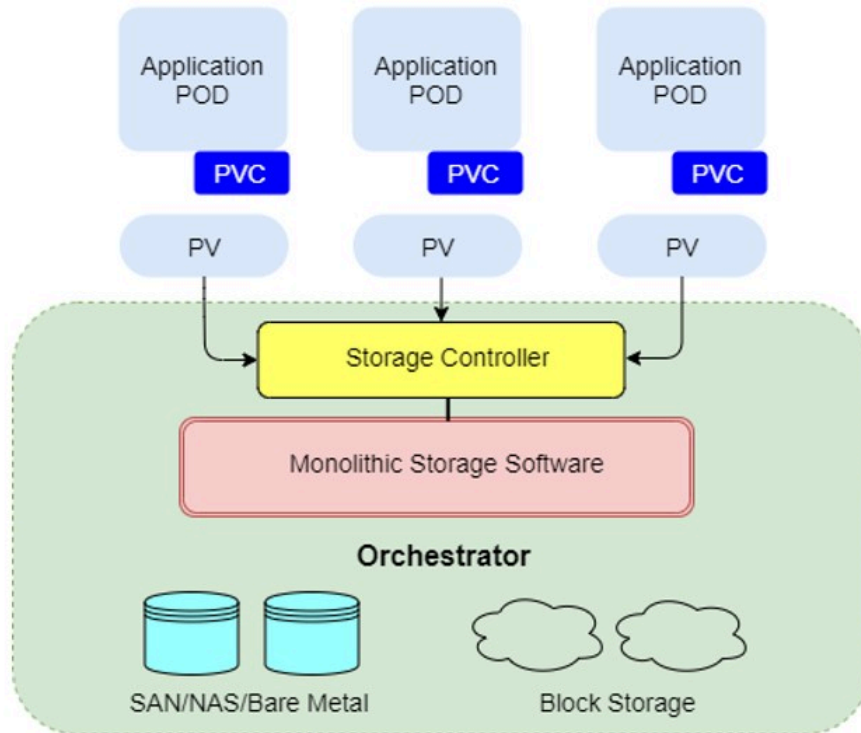 Application
POD
Application
POD
Application
POD
PVC
PVC
PVC
PV
PV
PV
Storage Controller
Monolithic Storage Software
Orchestrator
SAN/NAS/Bare Metal
Block Storage